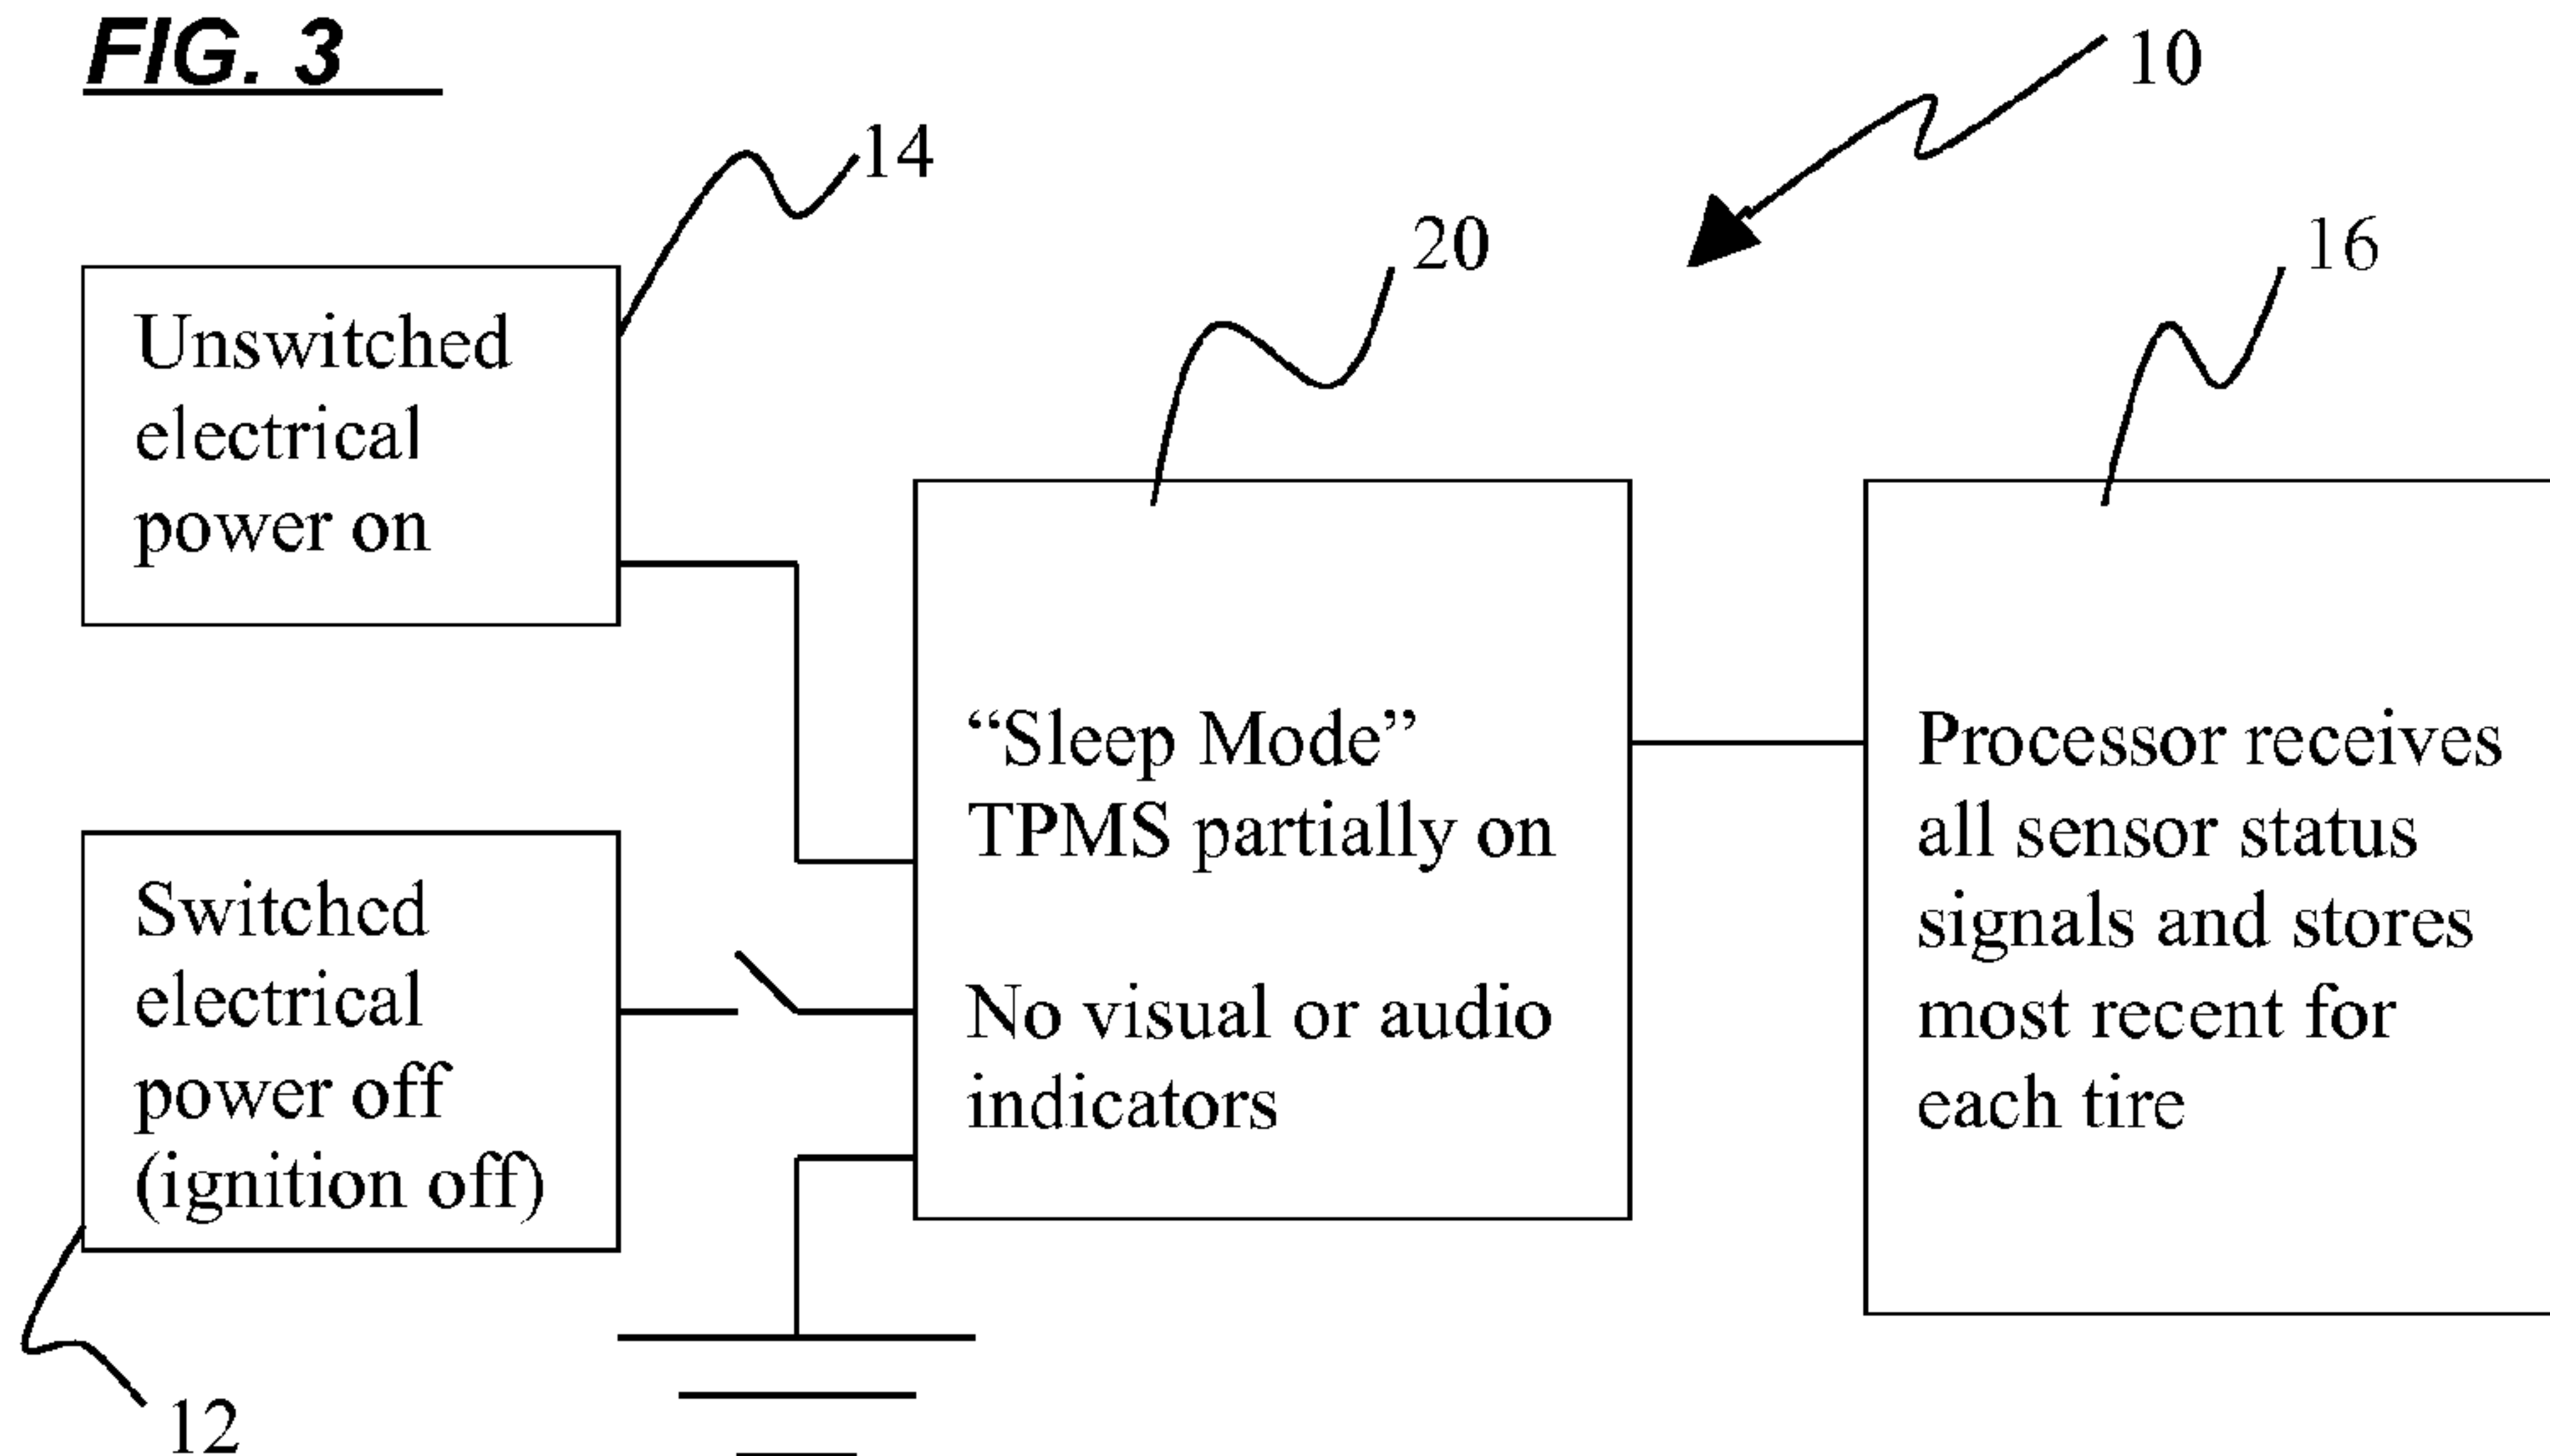 FIG. 3
10
14
20
16
Unswitched
electrical
power on
Switched
electrical
power off
(ignition off)
12
“Sleep Mode”
TPMS partially on
No visual or audio
indicators
Processor receives
all sensor status
signals and stores
most recent for
each tire